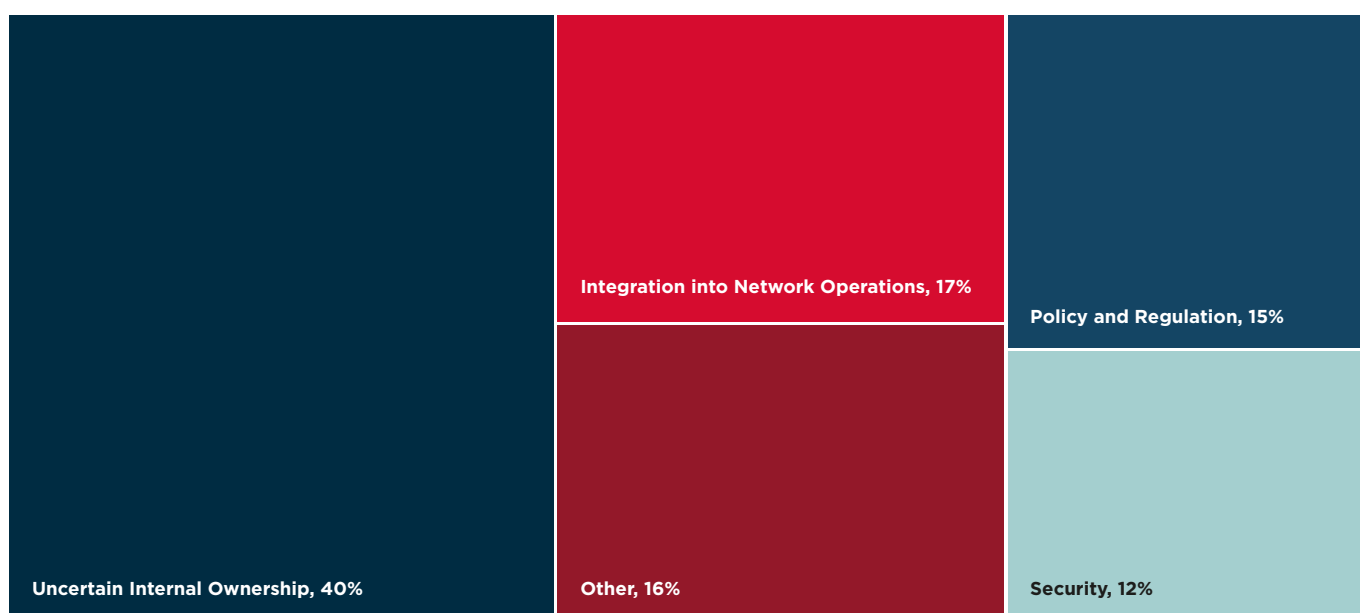 Integration into Network Operations, 17%
Policy and Regulation, 15%
Uncertain Internal Ownership, 40%
Other, 16%
Security, 12%